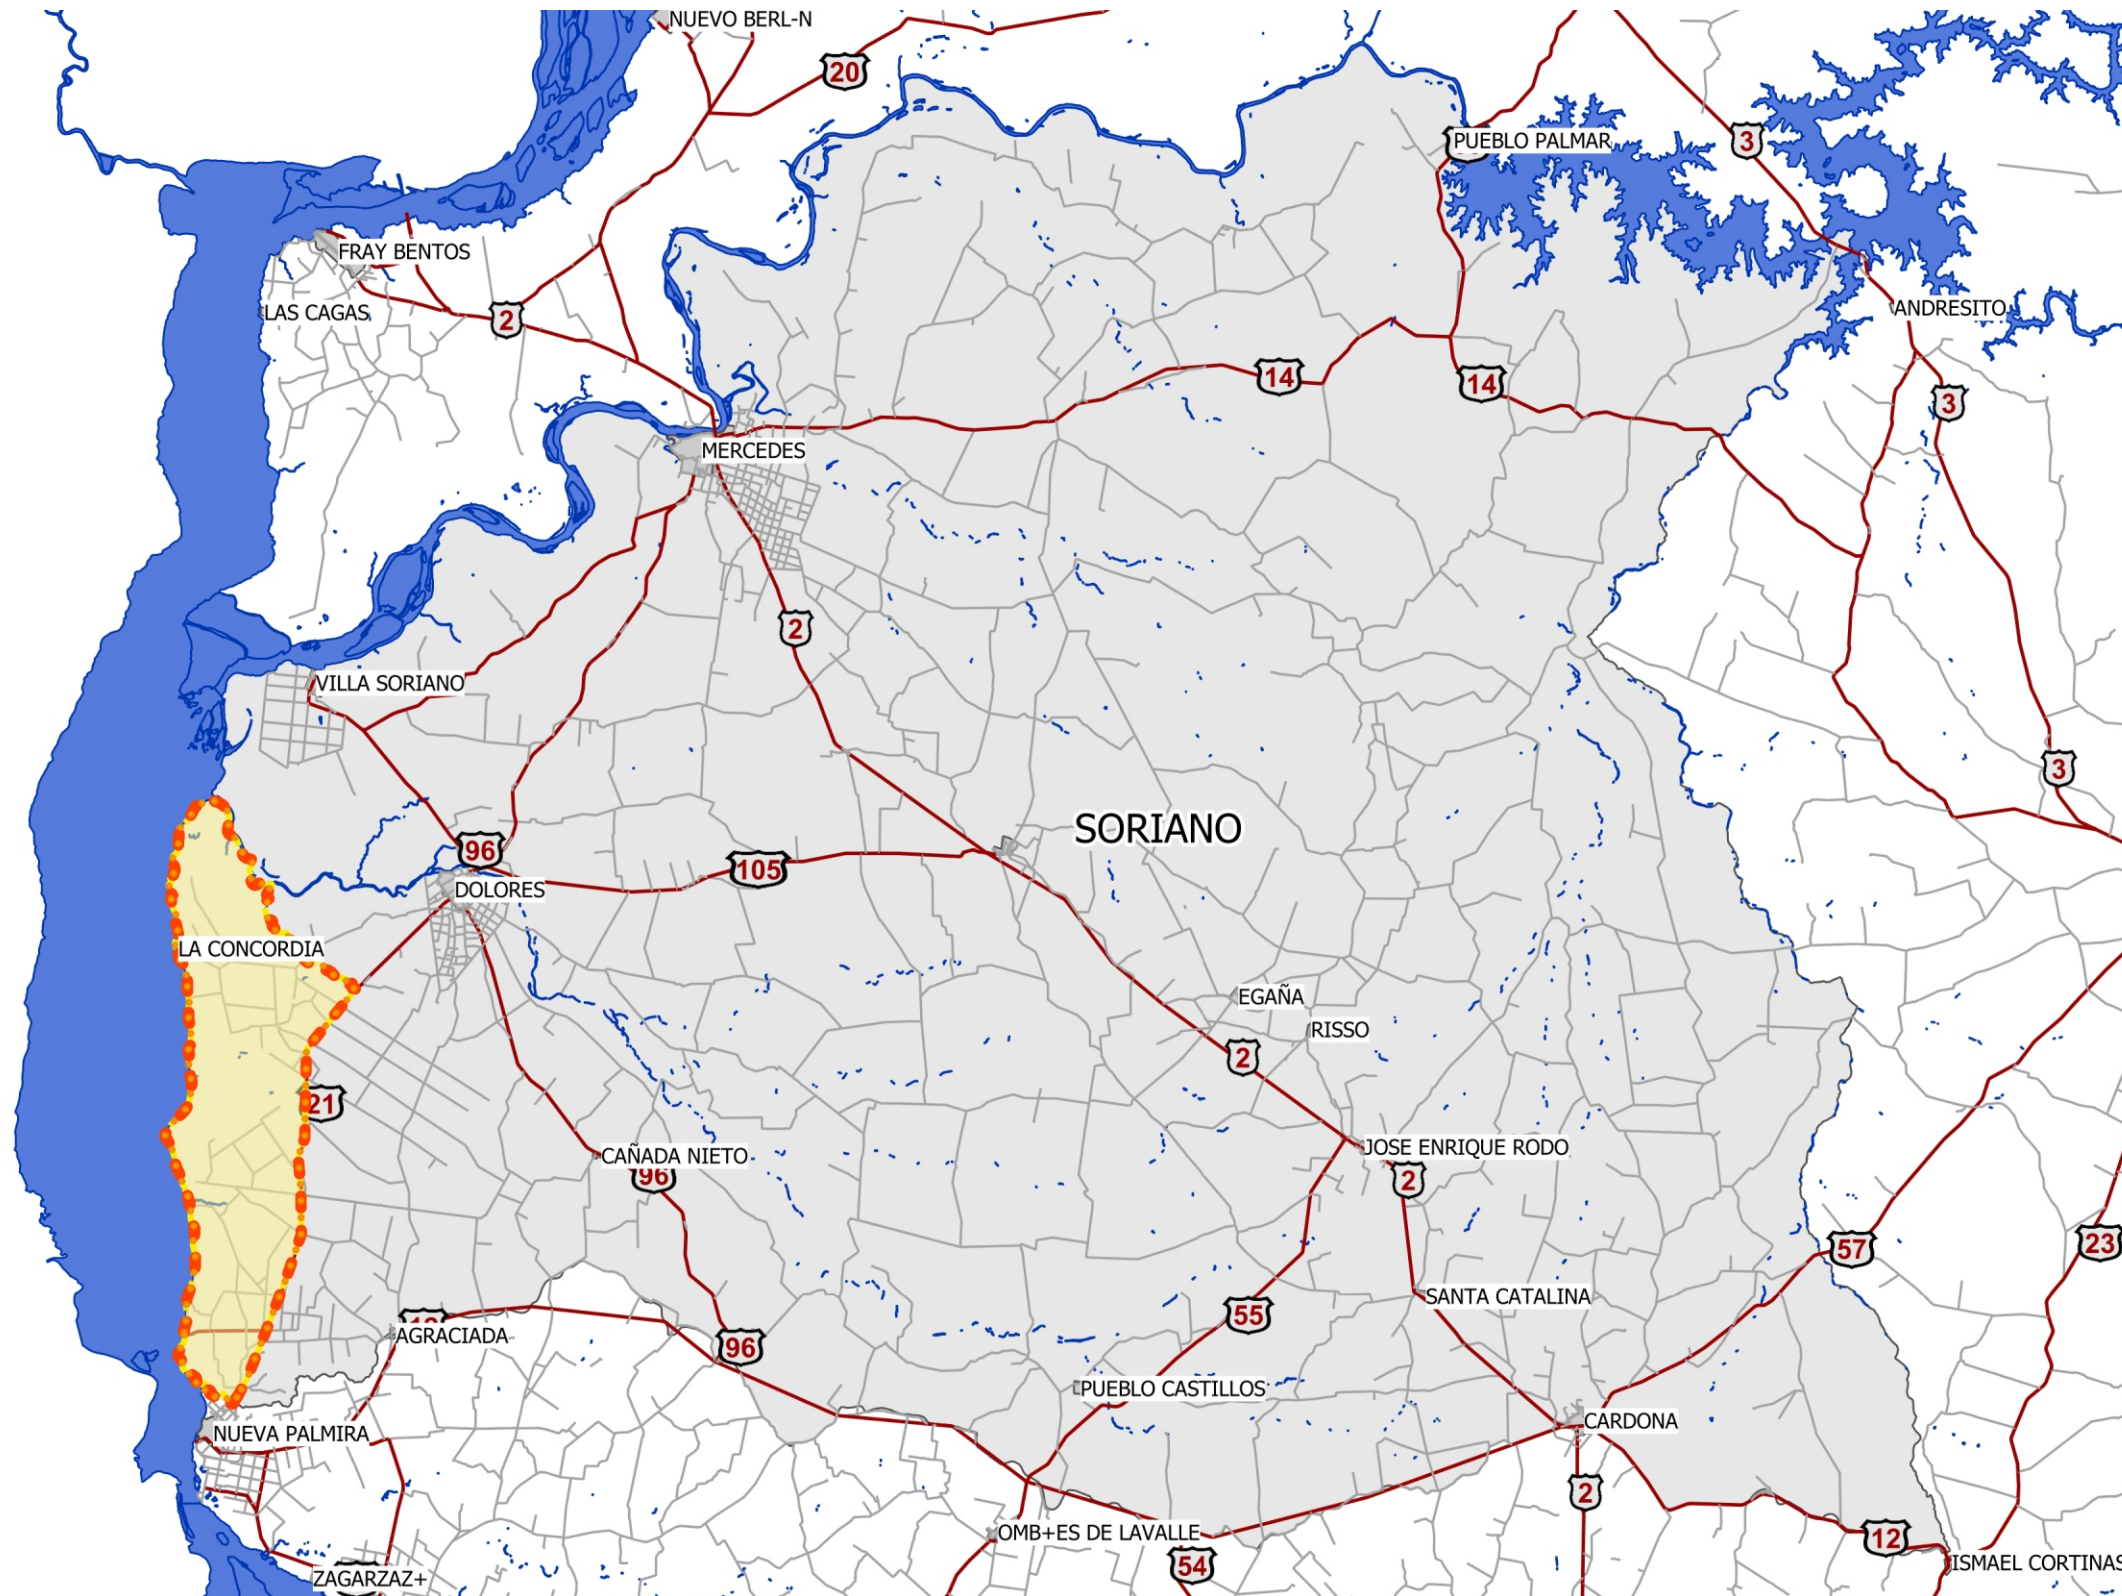 NUEVO BERL-N
20
PUEBLO PALMAR
3
FRAY BENTOS
LAS CAGAS
2
ANDRESITO
14
14
3
MERCEDES
2
VILLA SORIANO
3
SORIANO
96
105
DOLORES
LA CONCORDIA
EGAÑA
RISSO
2
21
JOSE ENRIQUE RODO
CAÑADA NIETO
96
2
57
23
SANTA CATALINA
55
AGRACIADA
96
PUEBLO CASTILLOS
CARDONA
NUEVA PALMIRA
2
OMB+ES DE LAVALLE
12
54
ISMAEL CORTINAS
ZAGARZAZ+